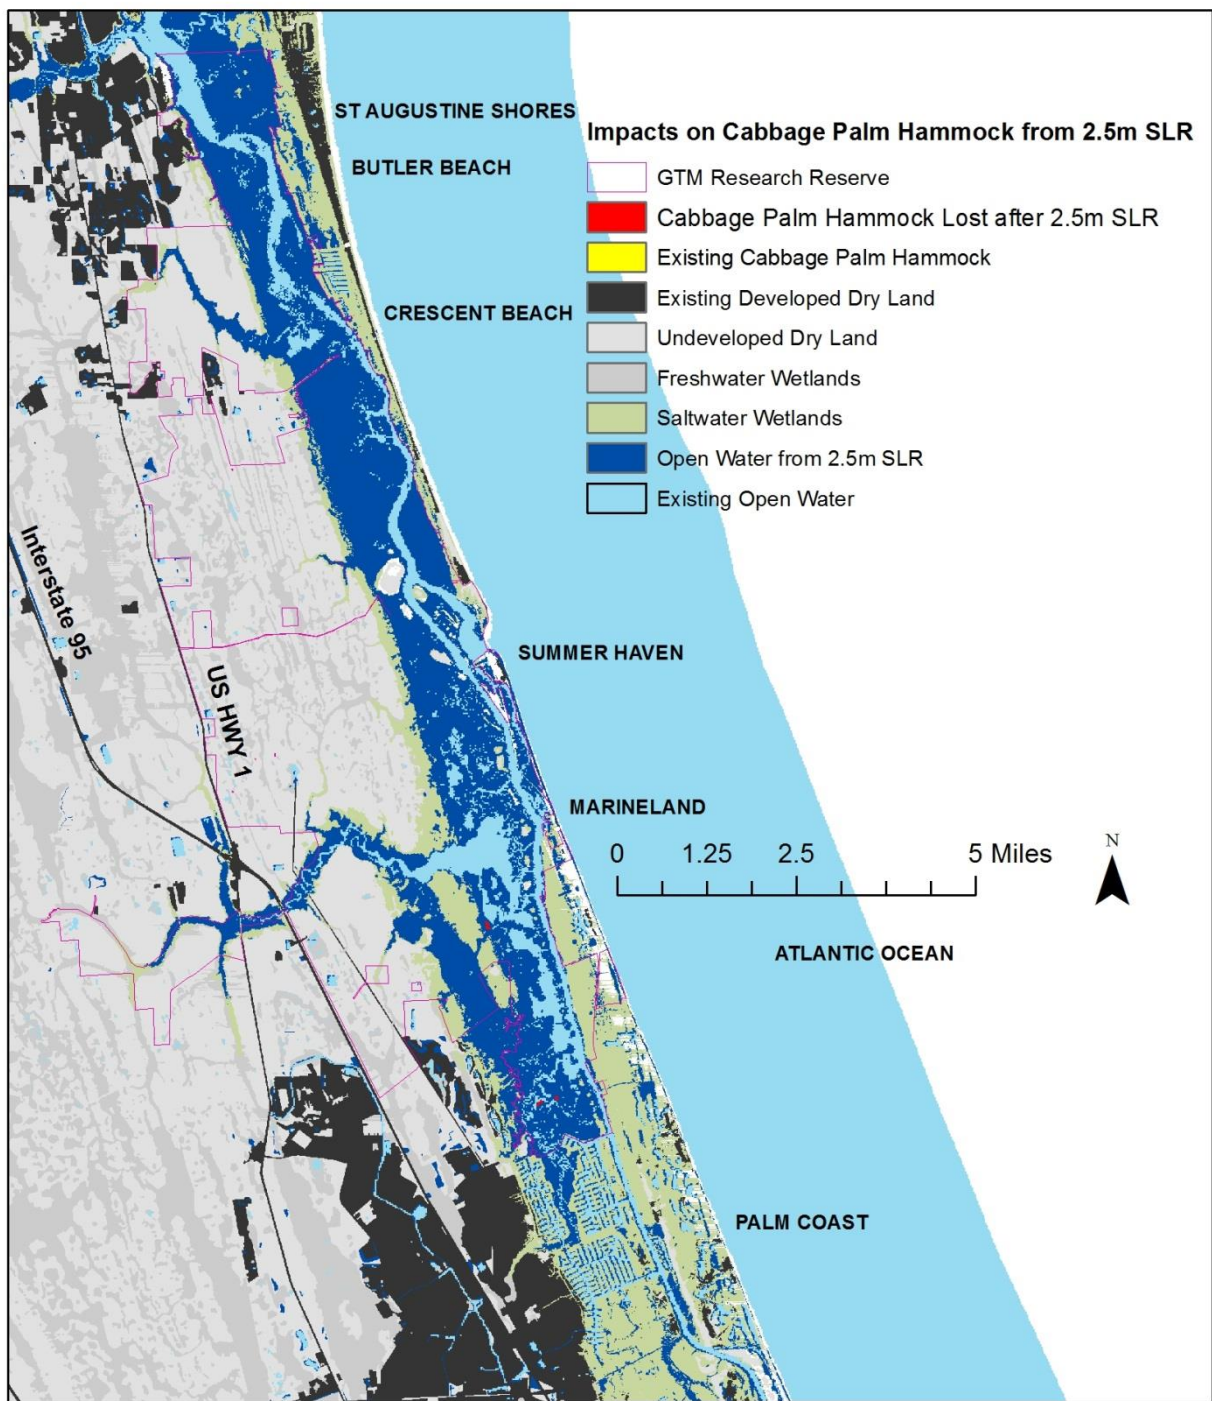 ST AUGUSTINE SHORES
BUTLER BEACH
CRESCENT BEACH
Impacts on Cabbage Palm Hammock from 2.5m SLR
GTM Research Reserve
Cabbage Palm Hammock Lost after 2.5m SLR
Existing Cabbage Palm Hammock
Existing Developed Dry Land
Undeveloped Dry Land
Freshwater Wetlands
Saltwater Wetlands
Open Water from 2.5m SLR
Existing Open Water
Interstate 95
US HWY 1
SUMMER HAVEN
MARINELAND
0 1.25 2.5 5 Miles
N
ATLANTIC OCEAN
PALM COAST